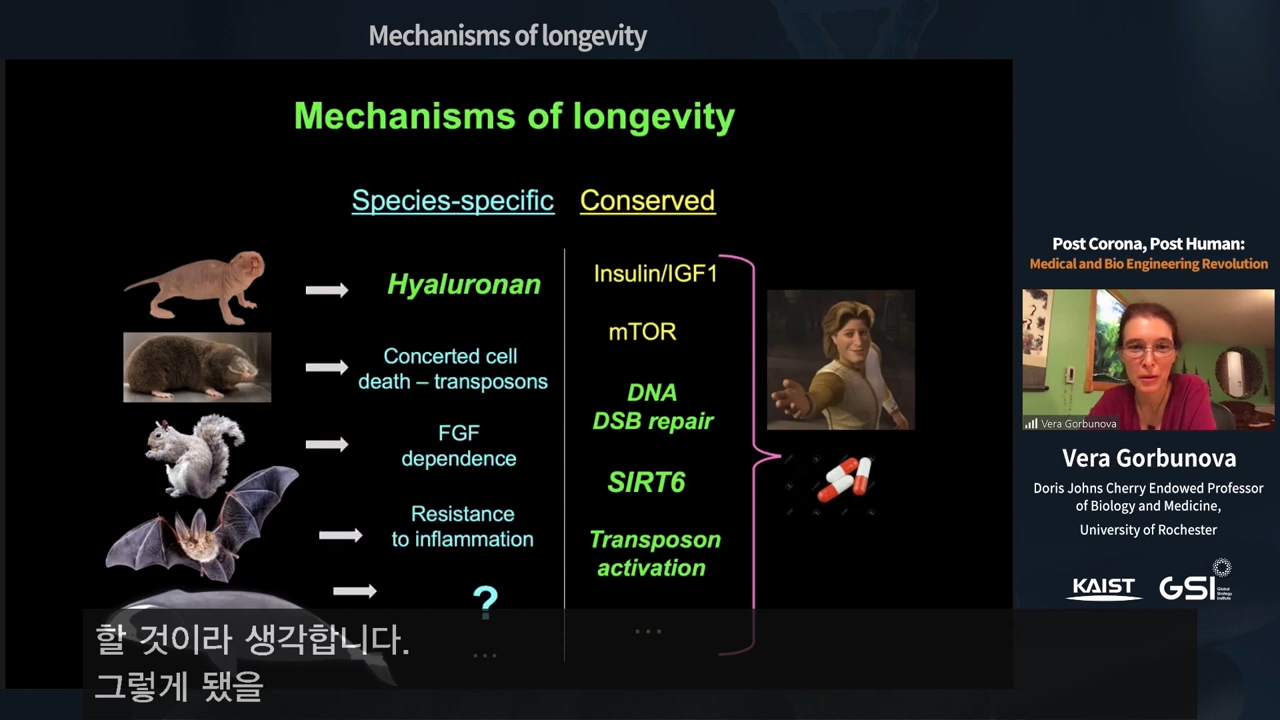 Mechanisms of longevity
Mechanisms of longevity
Species-specific
Conserved
Hyaluronan
Concerted cell
death – transposons
FGF
dependence
Resistance
to inflammation
?
...
Insulin/IGF1
mTOR
DNA
DSB repair
SIRT6
Transposon
activation
...
Post Corona, Post Human:
Medical and Bio Engineering Revolution
Vera Gorbunova
Vera Gorbunova
Doris Johns Cherry Endowed Professor
of Biology and Medicine,
University of Rochester
KAIST
GSI
Global
Strategy
Institute
할 것이라 생각합니다.
그렇게 됐을